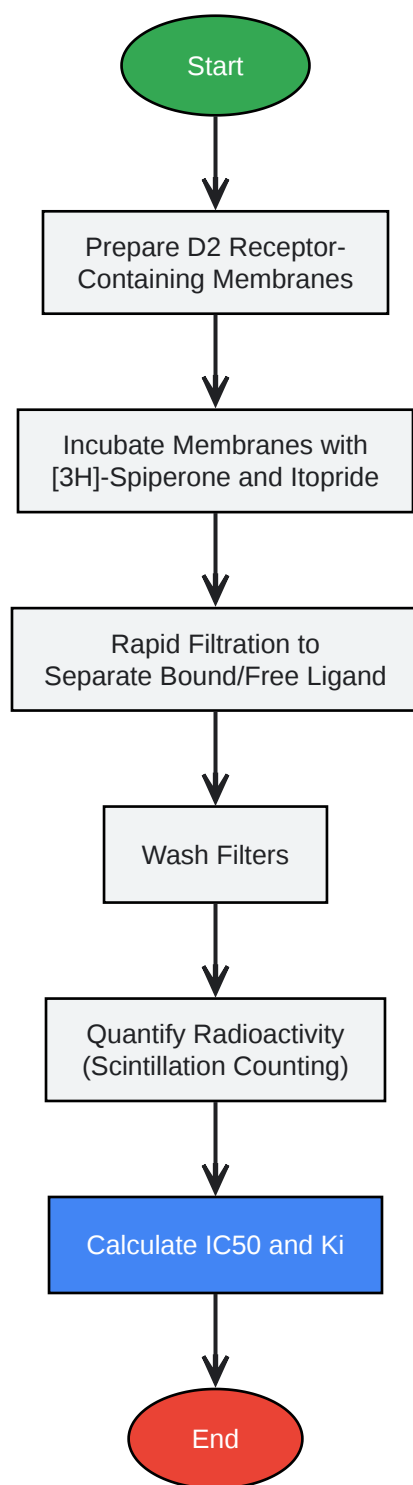 Start
Prepare D2 Receptor-
Containing Membranes
Incubate Membranes with
[3H]-Spiperone and Itopride
Rapid Filtration to
Separate Bound/Free Ligand
Wash Filters
Quantify Radioactivity
(Scintillation Counting)
Calculate IC50 and Ki
End